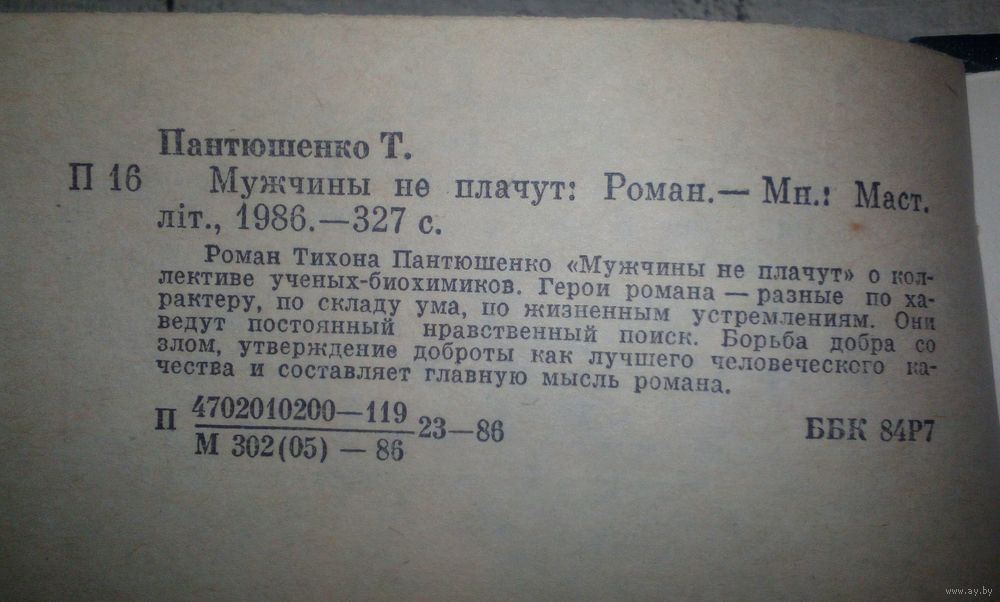 Пантюшенко Т.
П 16 Мужчины не плачут: Роман.— Мн.: Маст.
літ., 1986.—327 с.
Роман Тихона Пантюшенко «Мужчины не плачут» о кол-
лективе ученых-биохимиков. Герои романа — разные по ха-
рактеру, по складу ума, по жизненным устремлениям. Они
ведут постоянный нравственный поиск. Борьба добра со
злом, утверждение доброты как лучшего человеческого ка-
чества и составляет главную мысль романа.
П 4702010200—119 23—86 ББК 84Р7
М 302(05) — 86
www.ay.by